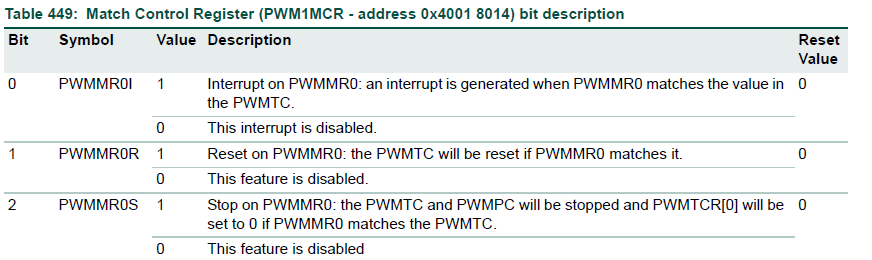 Table 449: Match Control Register (PWM1MCR - address 0x4001 8014) bit description
Bit Symbol Value Description Reset
Value
0 PWMMR0I 1 Interrupt on PWMMR0: an interrupt is generated when PWMMR0 matches the value in 0
the PWMTC.
0 This interrupt is disabled.
1 PWMMR0R 1 Reset on PWMMR0: the PWMTC will be reset if PWMMR0 matches it. 0
0 This feature is disabled.
2 PWMMR0S 1 Stop on PWMMR0: the PWMTC and PWMPC will be stopped and PWMTCR[0] will be 0
set to 0 if PWMMR0 matches the PWMTC.
0 This feature is disabled